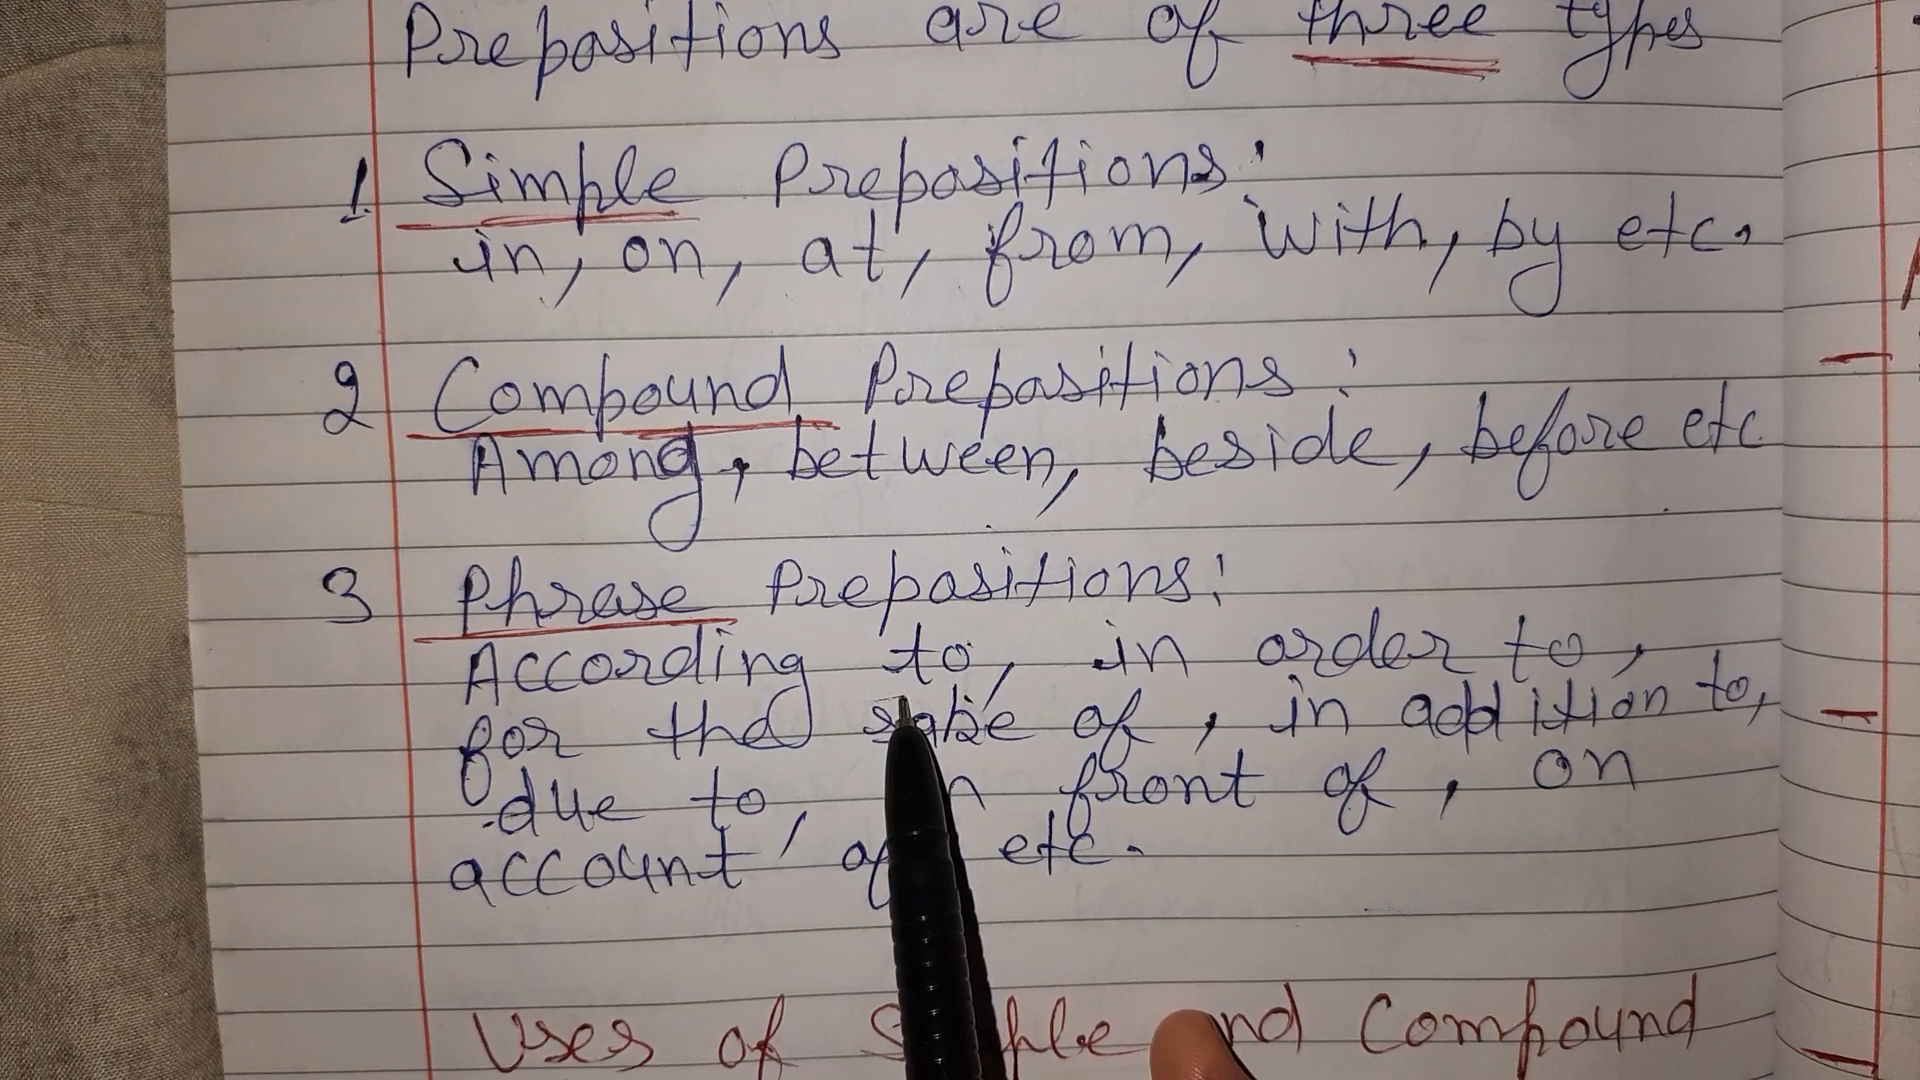 Prepositions are of three types
1. Simple Prepositions:
in, on, at, from, with, by etc.
2 Compound Prepositions:
Among, between, beside, before etc
3 Phrase Prepositions:
According to, in order to,
for the sake of, in addition to,
due to, front of, on
account of etc.
Uses of Compound